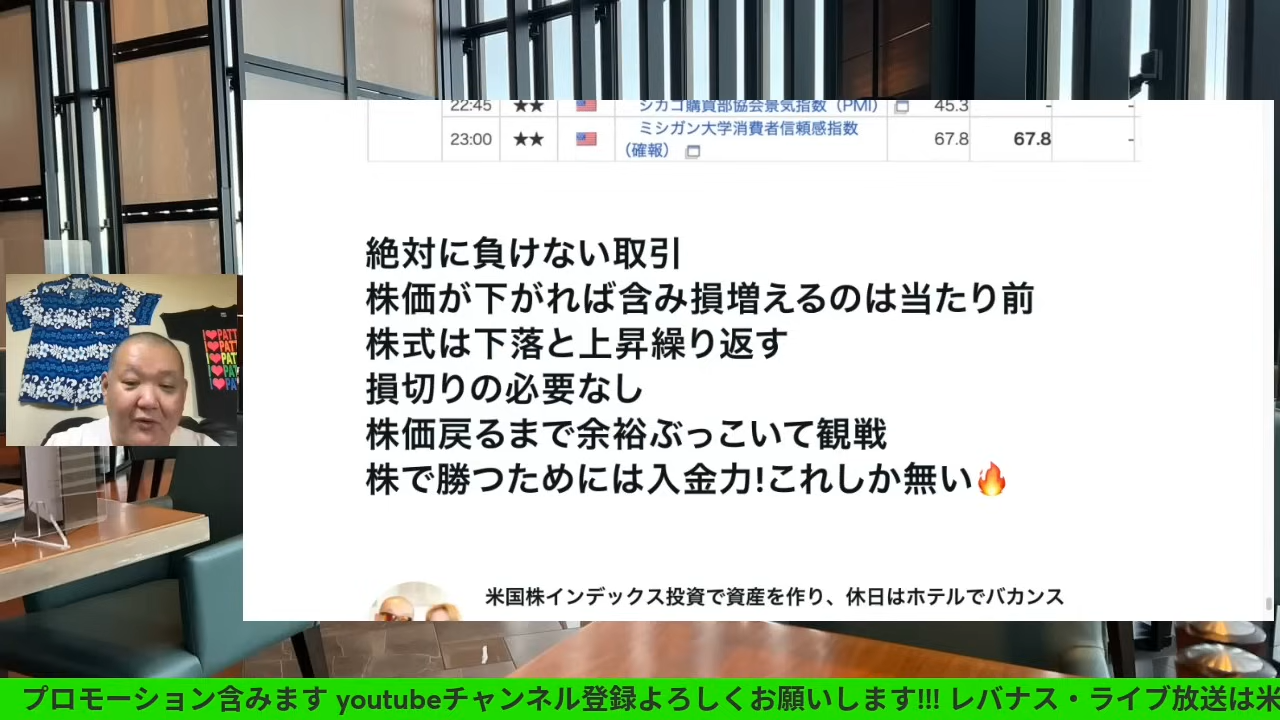 22:45 ★★ シカゴ購買部協会景気指数（PMI） 45.3 - -
23:00 ★★ ミシガン大学消費者信頼感指数（確報） 67.8 67.8 -
絶対に負けない取引
株価が下がれば含み損増えるのは当たり前
株式は下落と上昇繰り返す
損切りの必要なし
株価戻るまで余裕ぶっこいて観戦
株で勝つためには入金力!これしか無い🔥
米国株インデックス投資で資産を作り、休日はホテルでバカンス
PATT
PATT
PAT
PA
PA
プロモーション含みます youtubeチャンネル登録よろしくお願いします!!! レバナス・ライブ放送は米